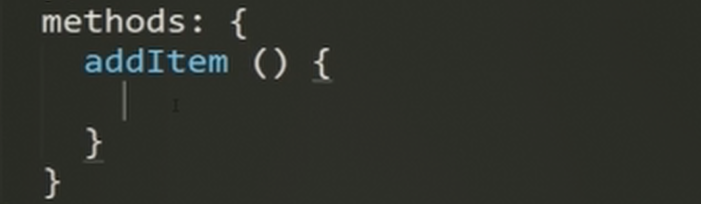 methods: {
addItem () {
}
}